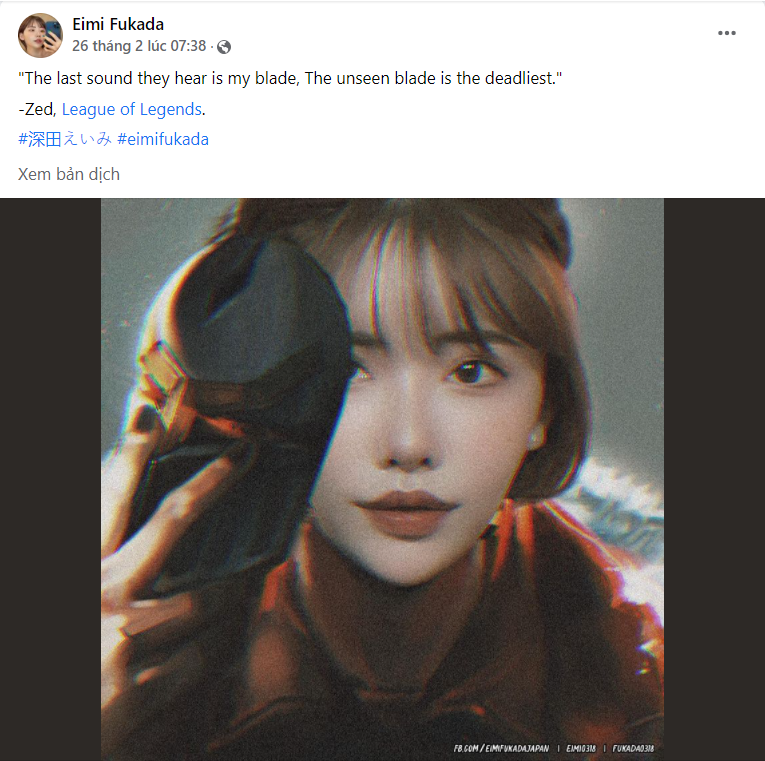 Eimi Fukada
26 tháng 2 lúc 07:38 ·
"The last sound they hear is my blade, The unseen blade is the deadliest."
-Zed, League of Legends.
#深田えいみ #eimifukada
Xem bản dịch
FB.COM/EIMIFUKADAJAPAN | EIMI0318 | FUKADA0318